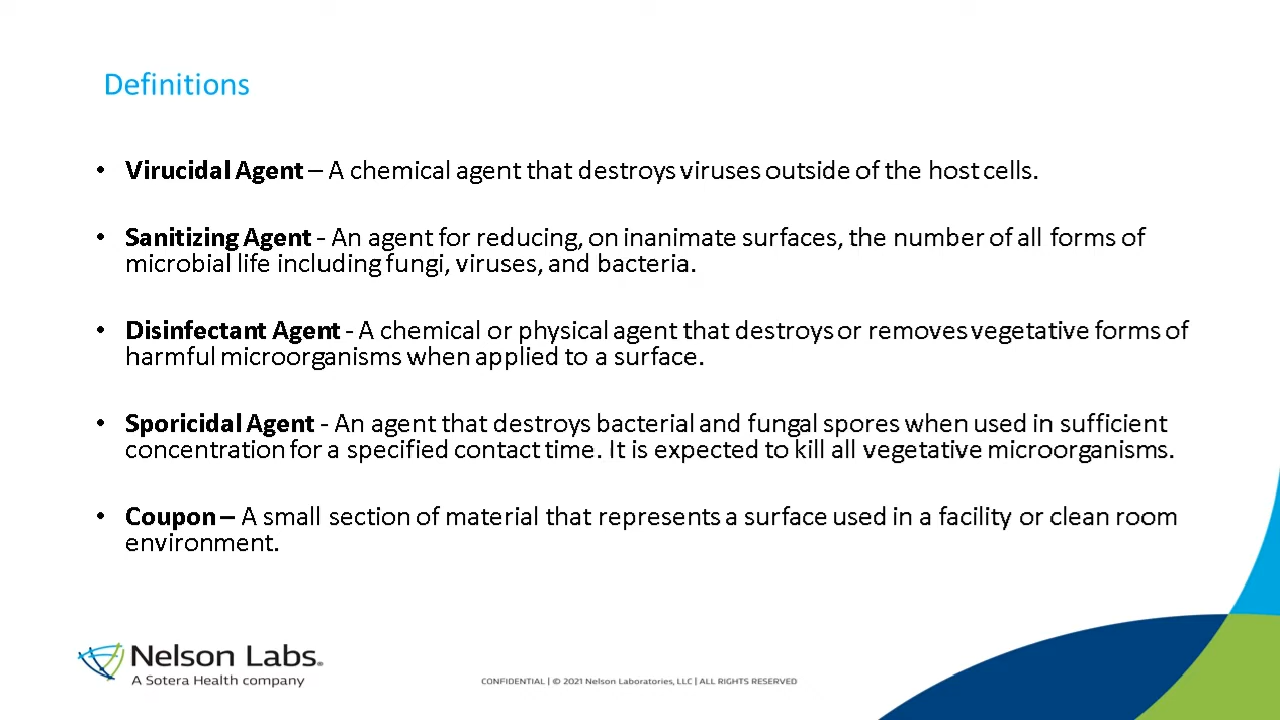 Definitions
• Virucidal Agent – A chemical agent that destroys viruses outside of the host cells.
• Sanitizing Agent - An agent for reducing, on inanimate surfaces, the number of all forms of
microbial life including fungi, viruses, and bacteria.
• Disinfectant Agent - A chemical or physical agent that destroys or removes vegetative forms of
harmful microorganisms when applied to a surface.
• Sporicidal Agent - An agent that destroys bacterial and fungal spores when used in sufficient
concentration for a specified contact time. It is expected to kill all vegetative microorganisms.
• Coupon – A small section of material that represents a surface used in a facility or clean room
environment.
Nelson Labs®
A Sotera Health company
CONFIDENTIAL | © 2021 Nelson Laboratories, LLC | ALL RIGHTS RESERVED